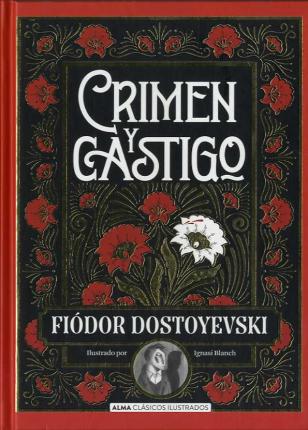 CRIMEN
Y
CASTIGO
FIÓDOR DOSTOYEVSKI
Ilustrado por
Ignasi Blanch
ALMA CLÁSICOS ILUSTRADOS